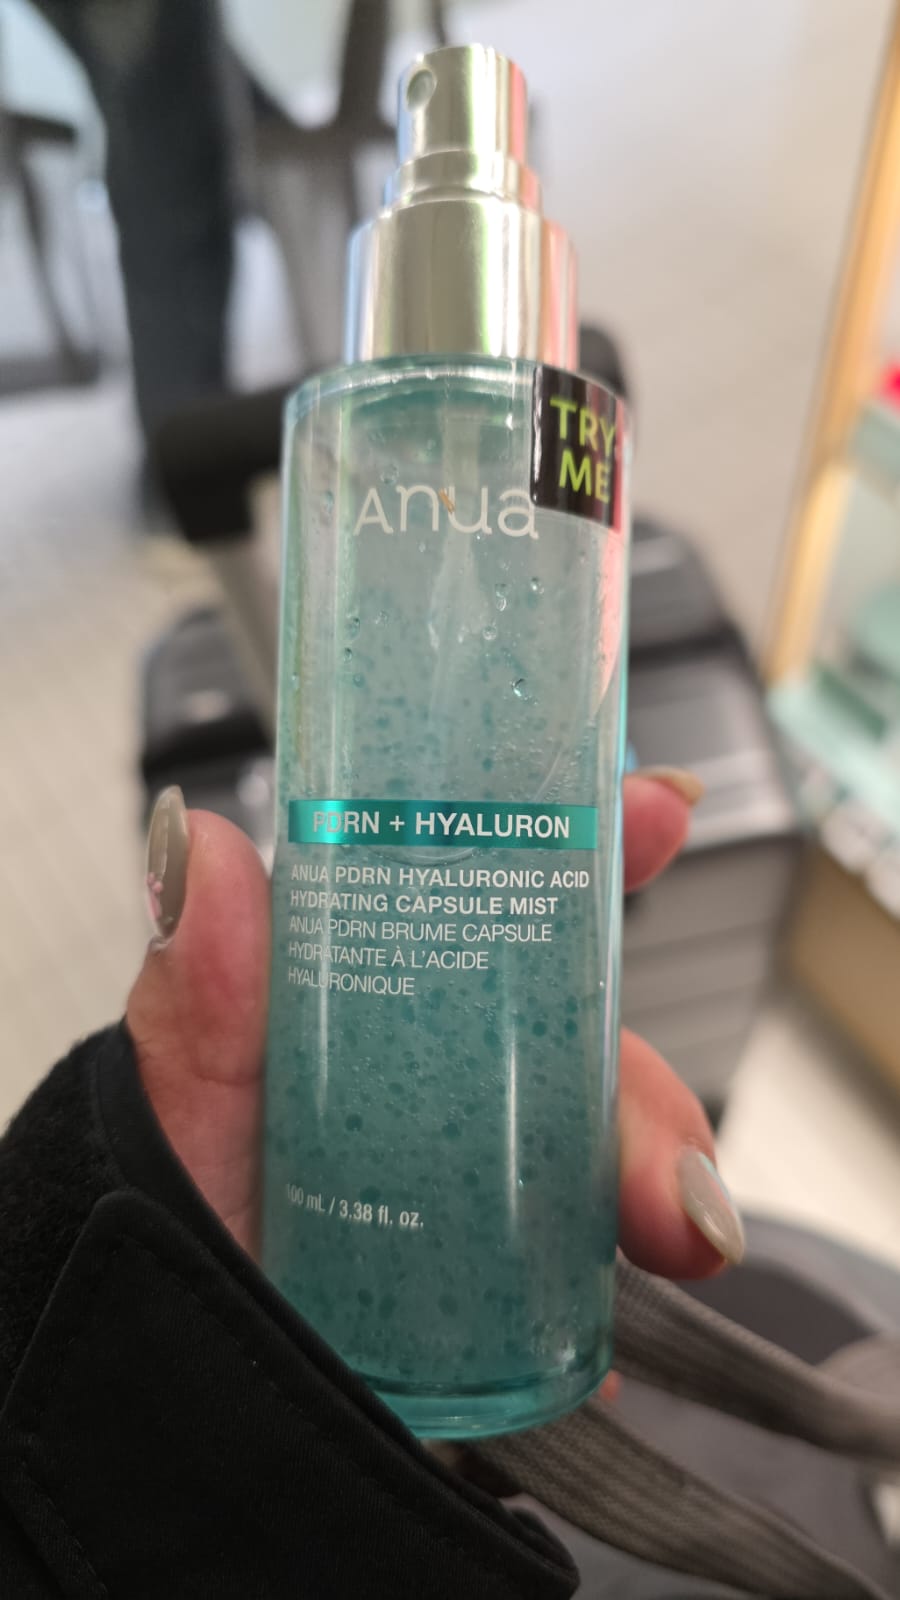 TRY
ME
Anua
PDRN + HYALURON
ANUA PDRN HYALURONIC ACID
HYDRATING CAPSULE MIST
ANUA PDRN BRUME CAPSULE
HYDRATANTE À L'ACIDE
HYALURONIQUE
100 mL / 3.38 fl. oz.